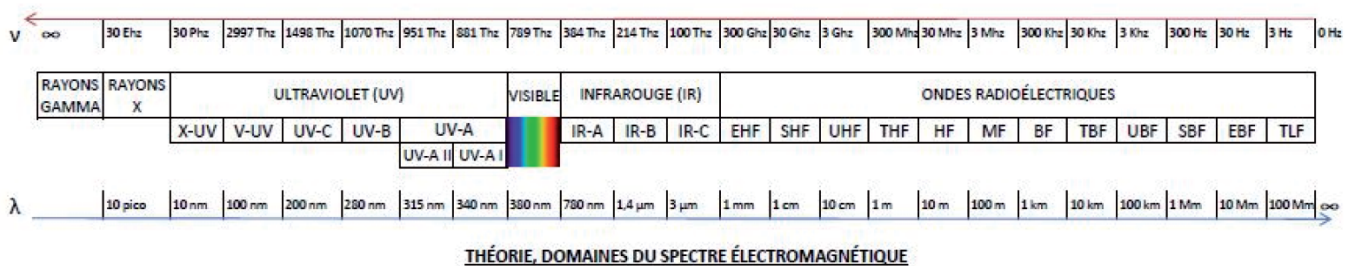 ν ∞ 30 Ehz 30 Phz 2997 Thz 1498 Thz 1070 Thz 951 Thz 881 Thz 789 Thz 384 Thz 214 Thz 100 Thz 300 Ghz 30 Ghz 3 Ghz 300 Mhz 30 Mhz 3 Mhz 300 Khz 30 Khz 3 Khz 300 Hz 30 Hz 3 Hz 0 Hz
RAYONS GAMMA RAYONS X ULTRAVIOLET (UV) VISIBLE INFRAROUGE (IR) ONDES RADIOÉLECTRIQUES
X-UV V-UV UV-C UV-B UV-A IR-A IR-B IR-C EHF SHF UHF THF HF MF BF TBF UBF SBF EBF TLF
UV-A II UV-A I
λ 10 pico 10 nm 100 nm 200 nm 280 nm 315 nm 340 nm 380 nm 780 nm 1,4 μm 3 μm 1 mm 1 cm 10 cm 1 m 10 m 100 m 1 km 10 km 100 km 1 Mm 10 Mm 100 Mm ∞
THÉORIE, DOMAINES DU SPECTRE ÉLECTROMAGNÉTIQUE